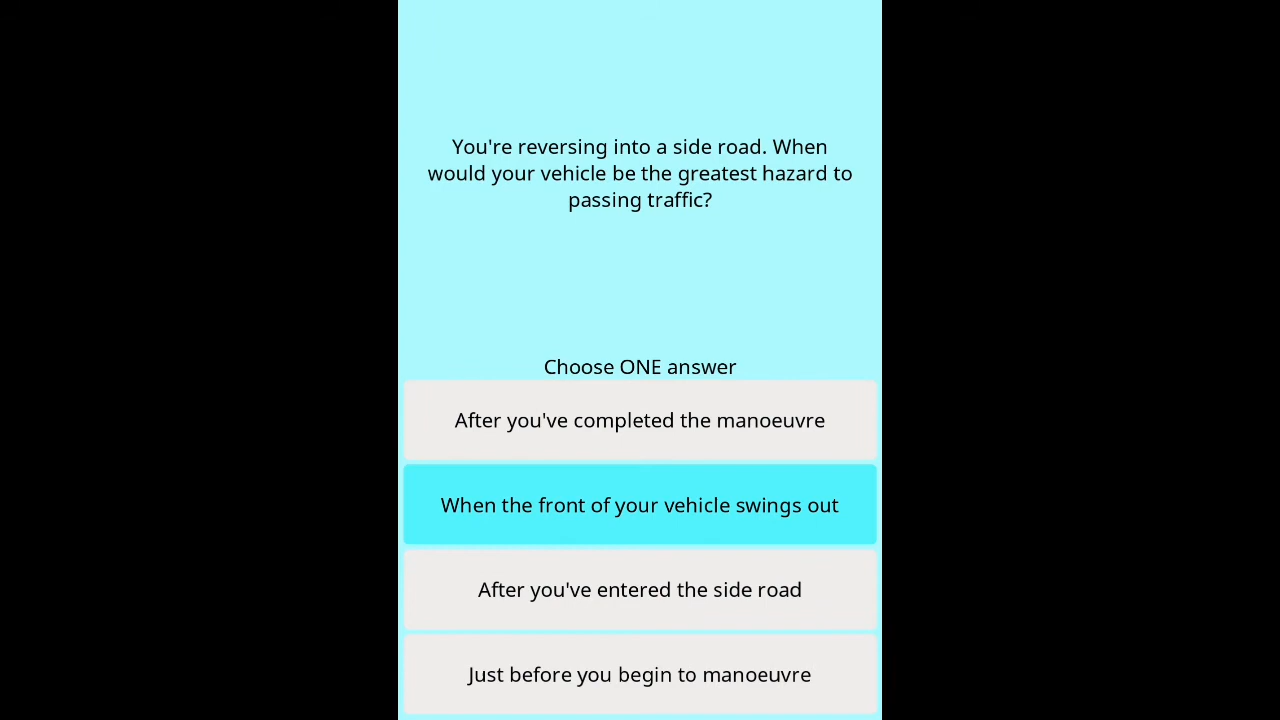 You're reversing into a side road. When
would your vehicle be the greatest hazard to
passing traffic?
Choose ONE answer
After you've completed the manoeuvre
When the front of your vehicle swings out
After you've entered the side road
Just before you begin to manoeuvre